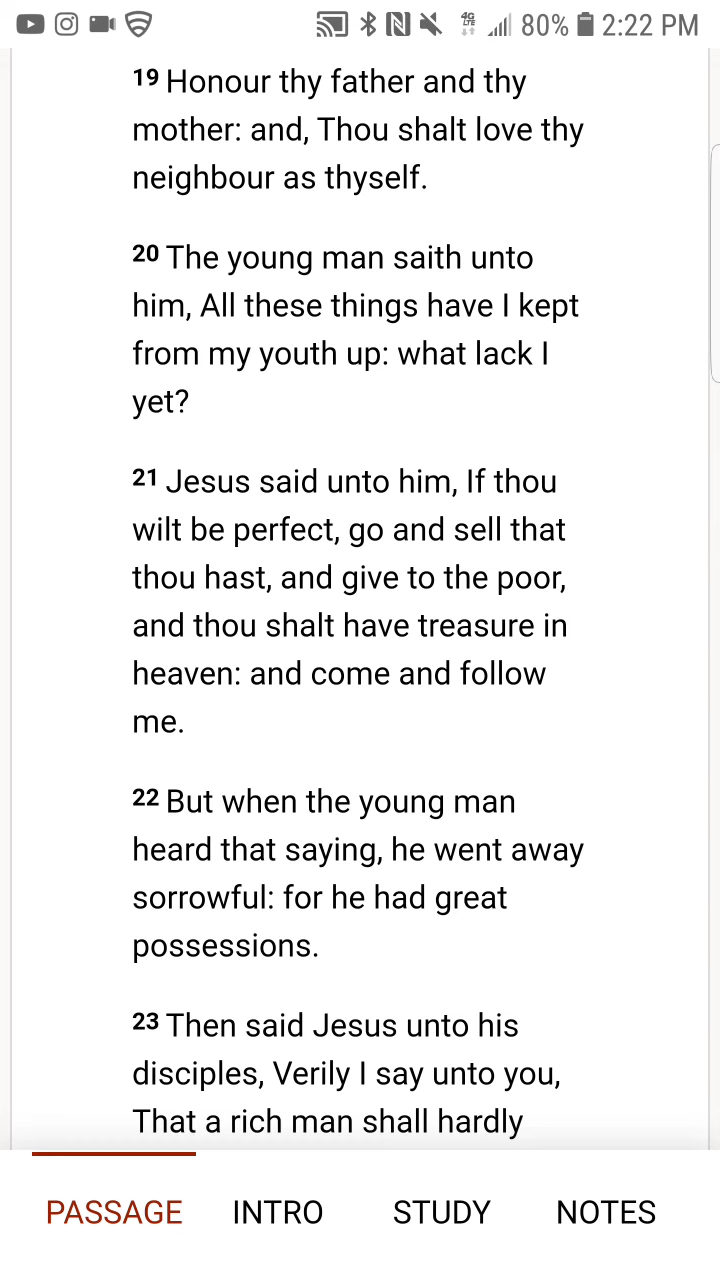 80% 2:22 PM
19 Honour thy father and thy
mother: and, Thou shalt love thy
neighbour as thyself.
20 The young man saith unto
him, All these things have I kept
from my youth up: what lack I
yet?
21 Jesus said unto him, If thou
wilt be perfect, go and sell that
thou hast, and give to the poor,
and thou shalt have treasure in
heaven: and come and follow
me.
22 But when the young man
heard that saying, he went away
sorrowful: for he had great
possessions.
23 Then said Jesus unto his
disciples, Verily I say unto you,
That a rich man shall hardly
PASSAGE INTRO STUDY NOTES